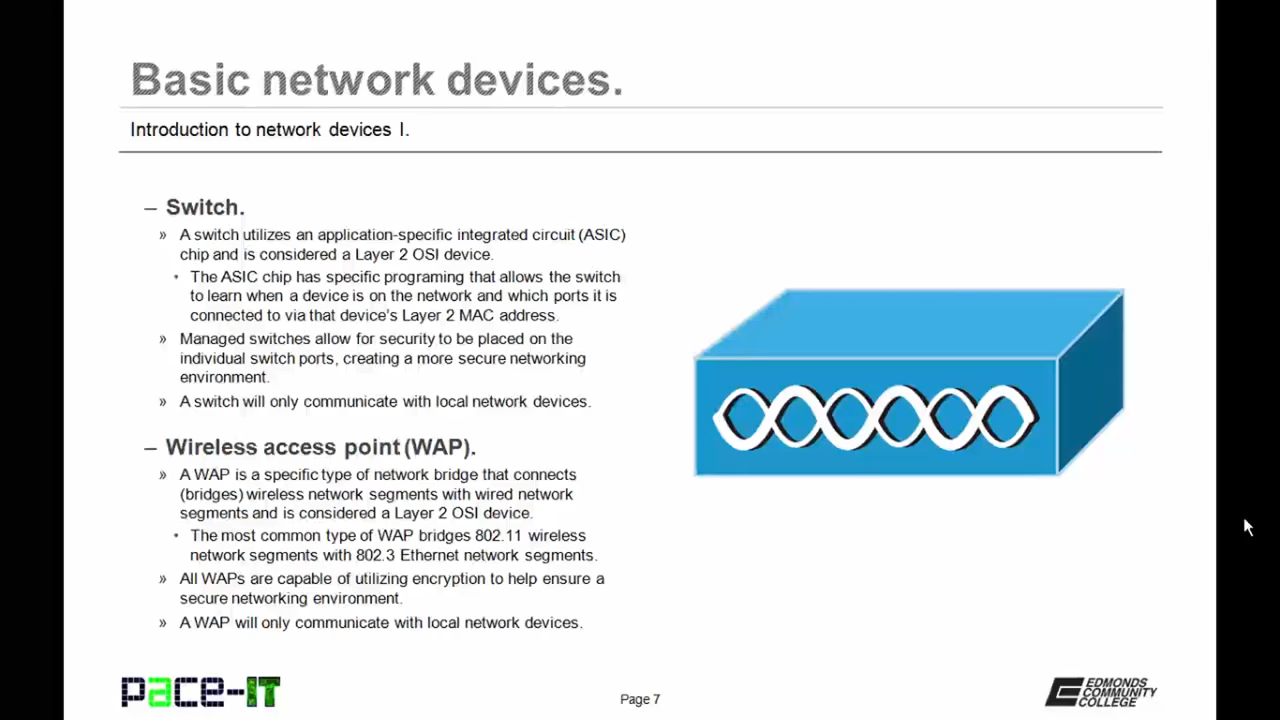 Basic network devices.
Introduction to network devices I.
– Switch.
» A switch utilizes an application-specific integrated circuit (ASIC)
chip and is considered a Layer 2 OSI device.
• The ASIC chip has specific programing that allows the switch
to learn when a device is on the network and which ports it is
connected to via that device's Layer 2 MAC address.
» Managed switches allow for security to be placed on the
individual switch ports, creating a more secure networking
environment.
» A switch will only communicate with local network devices.
– Wireless access point (WAP).
» A WAP is a specific type of network bridge that connects
(bridges) wireless network segments with wired network
segments and is considered a Layer 2 OSI device.
• The most common type of WAP bridges 802.11 wireless
network segments with 802.3 Ethernet network segments.
» All WAPs are capable of utilizing encryption to help ensure a
secure networking environment.
» A WAP will only communicate with local network devices.
pace-IT
Page 7
EDMONDS
COMMUNITY
COLLEGE